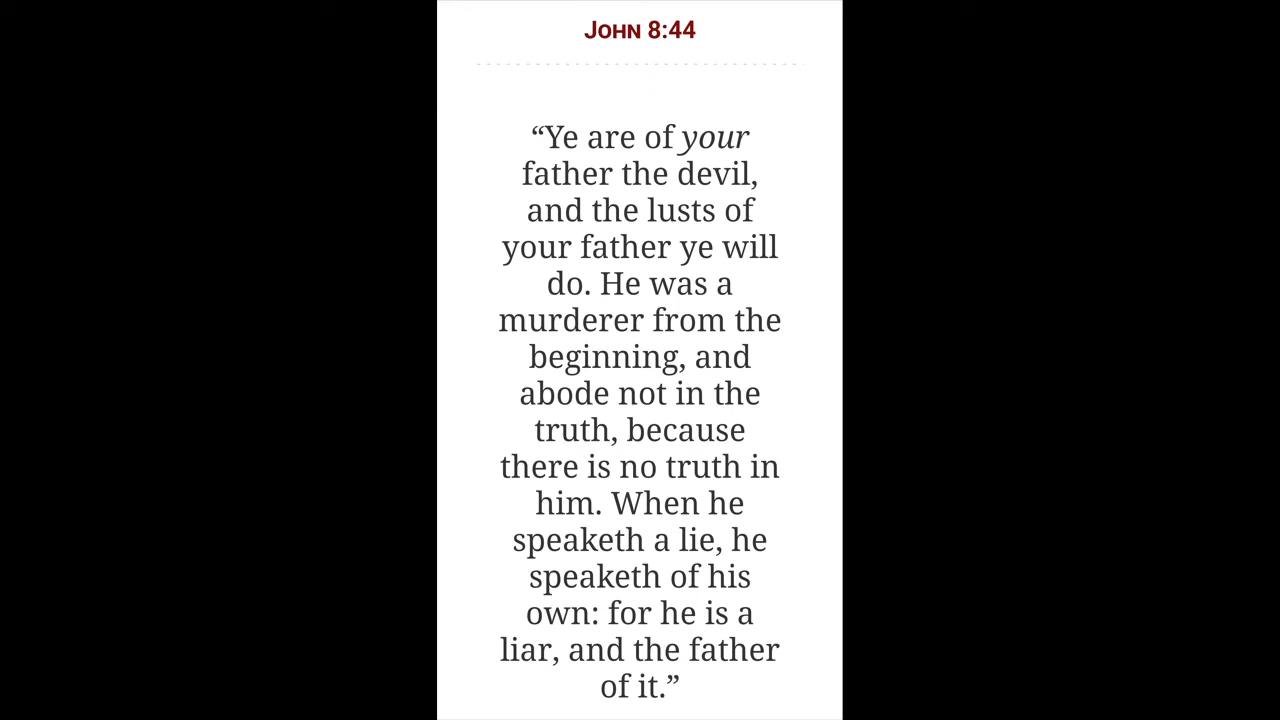 John 8:44
“Ye are of your
father the devil,
and the lusts of
your father ye will
do. He was a
murderer from the
beginning, and
abode not in the
truth, because
there is no truth in
him. When he
speaketh a lie, he
speaketh of his
own: for he is a
liar, and the father
of it.”